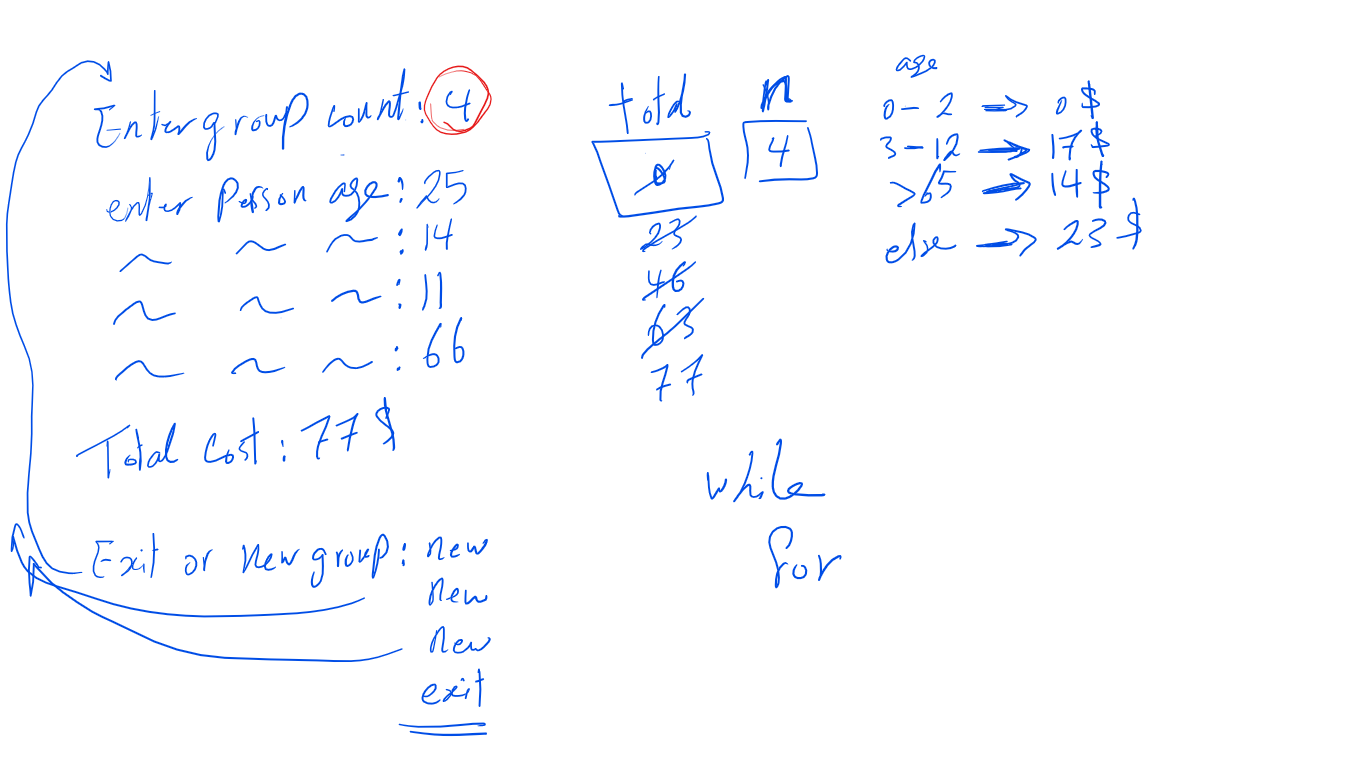 Enter group count: 4
enter Person age: 25
~ ~ ~: 14
~ ~ ~: 11
~ ~ ~: 66
Total Cost: 77$
Exit or New group: new
new
new
exit
total
0
23
46
63
77
n
4
age
0-2 => 0$
3-12 => 17$
>65 => 14$
else => 23$
while
for